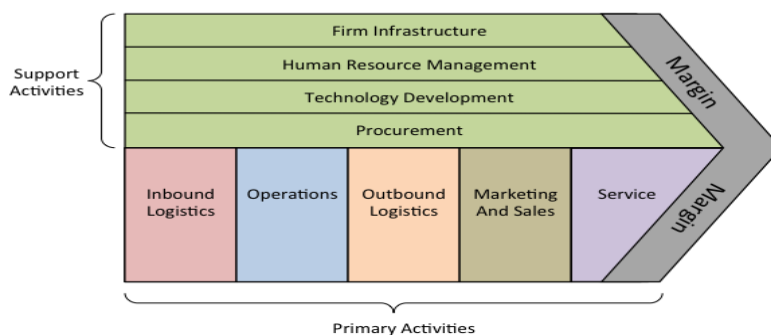 Firm Infrastructure
Human Resource Management
Technology Development
Procurement
Support
Activities
Margin
Inbound
Logistics
Operations
Outbound
Logistics
Marketing
And Sales
Service
Margin
Primary Activities